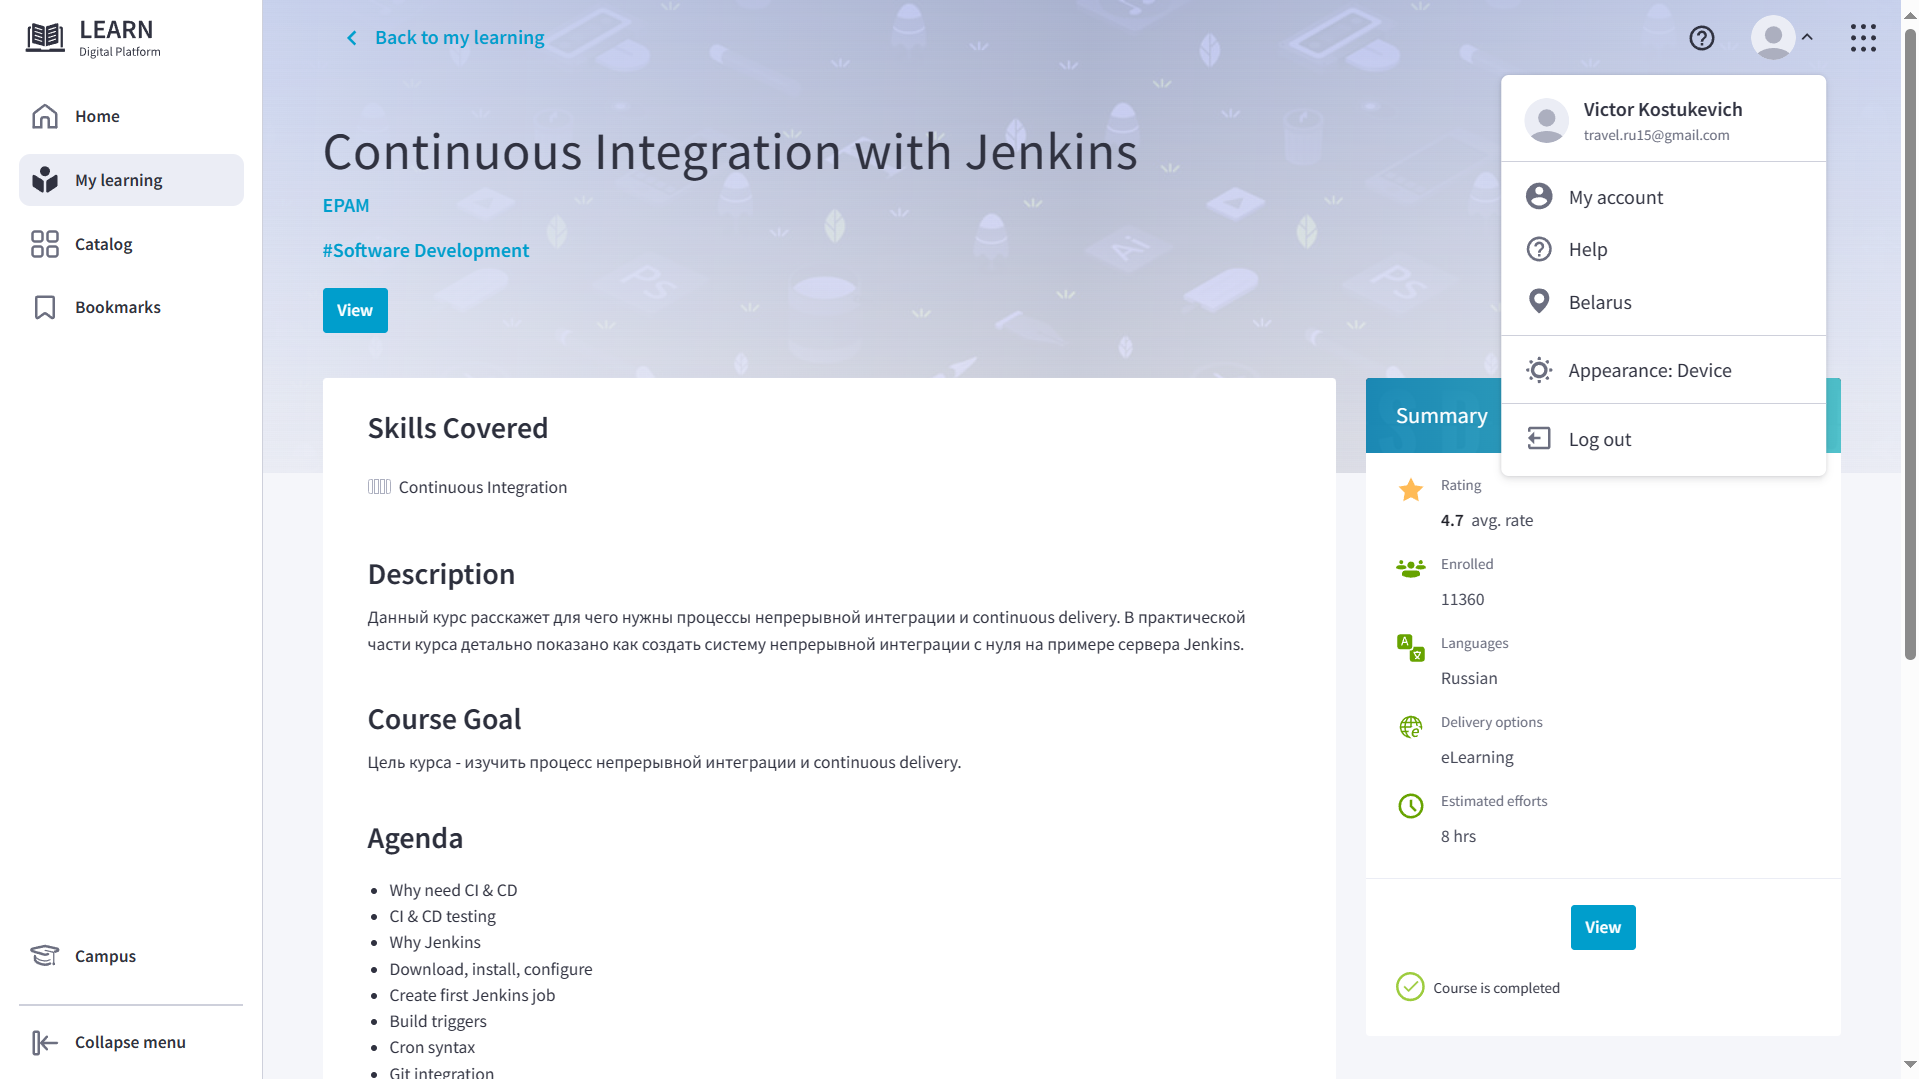 LEARN
Digital Platform
Home
My learning
Catalog
Bookmarks
Campus
Collapse menu
Back to my learning
Continuous Integration with Jenkins
EPAM
#Software Development
View
Victor Kostukevich
travel.ru15@gmail.com
My account
Help
Belarus
Appearance: Device
Log out
Skills Covered
Continuous Integration
Description
Данный курс расскажет для чего нужны процессы непрерывной интеграции и continuous delivery. В практической
части курса детально показано как создать систему непрерывной интеграции с нуля на примере сервера Jenkins.
Course Goal
Цель курса - изучить процесс непрерывной интеграции и continuous delivery.
Agenda
Why need CI & CD
CI & CD testing
Why Jenkins
Download, install, configure
Create first Jenkins job
Build triggers
Cron syntax
Git integration
Summary
Rating
4.7 avg. rate
Enrolled
11360
Languages
Russian
Delivery options
eLearning
Estimated efforts
8 hrs
View
Course is completed